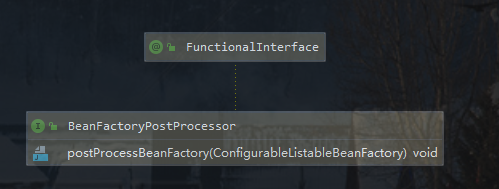 FunctionalInterface
BeanFactoryPostProcessor
postProcessBeanFactory(ConfigurableListableBeanFactory) void